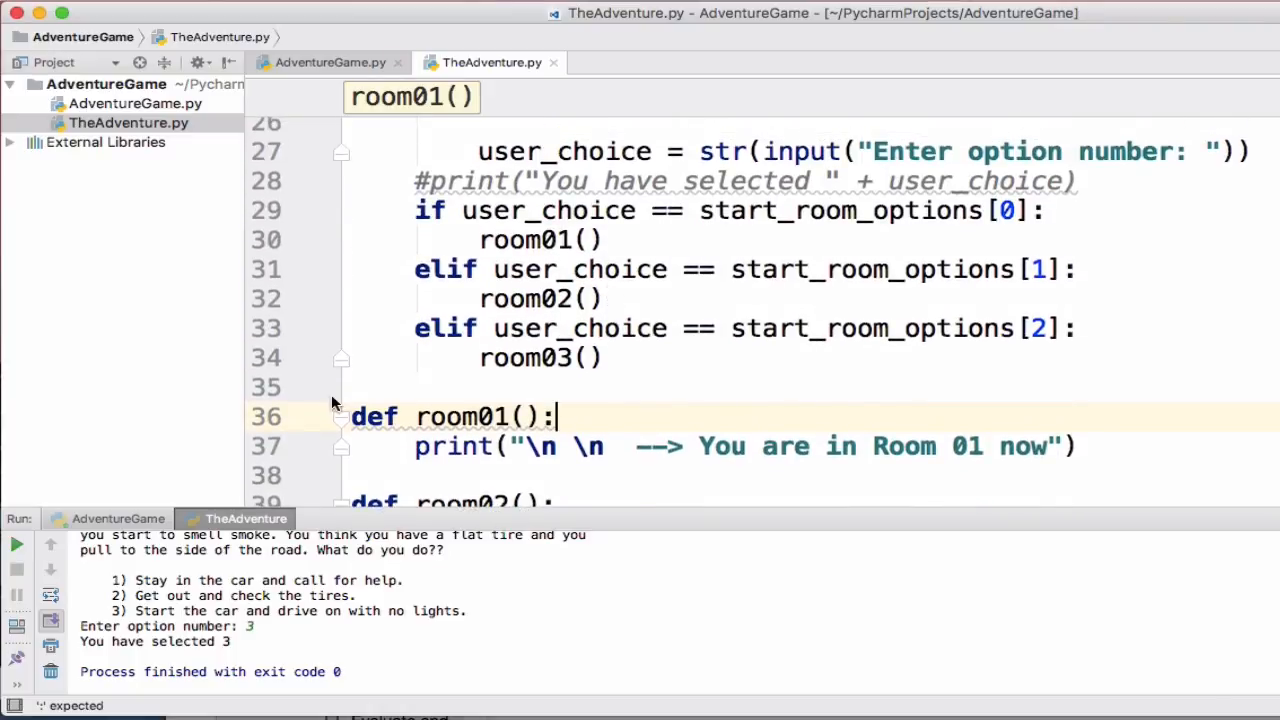 TheAdventure.py - AdventureGame - [~/PycharmProjects/AdventureGame]
AdventureGame TheAdventure.py
Project
AdventureGame.py TheAdventure.py
AdventureGame ~/Pycharm
AdventureGame.py
TheAdventure.py
External Libraries
room01()
26
27 user_choice = str(input("Enter option number: "))
28 #print("You have selected " + user_choice)
29 if user_choice == start_room_options[0]:
30 room01()
31 elif user_choice == start_room_options[1]:
32 room02()
33 elif user_choice == start_room_options[2]:
34 room03()
35
36 def room01():
37 print("\n \n --> You are in Room 01 now")
38
39 def room02():
Run: AdventureGame TheAdventure
you start to smell smoke. You think you have a flat tire and you
pull to the side of the road. What do you do??
1) Stay in the car and call for help.
2) Get out and check the tires.
3) Start the car and drive on with no lights.
Enter option number: 3
You have selected 3
Process finished with exit code 0
':' expected
Evaluate and